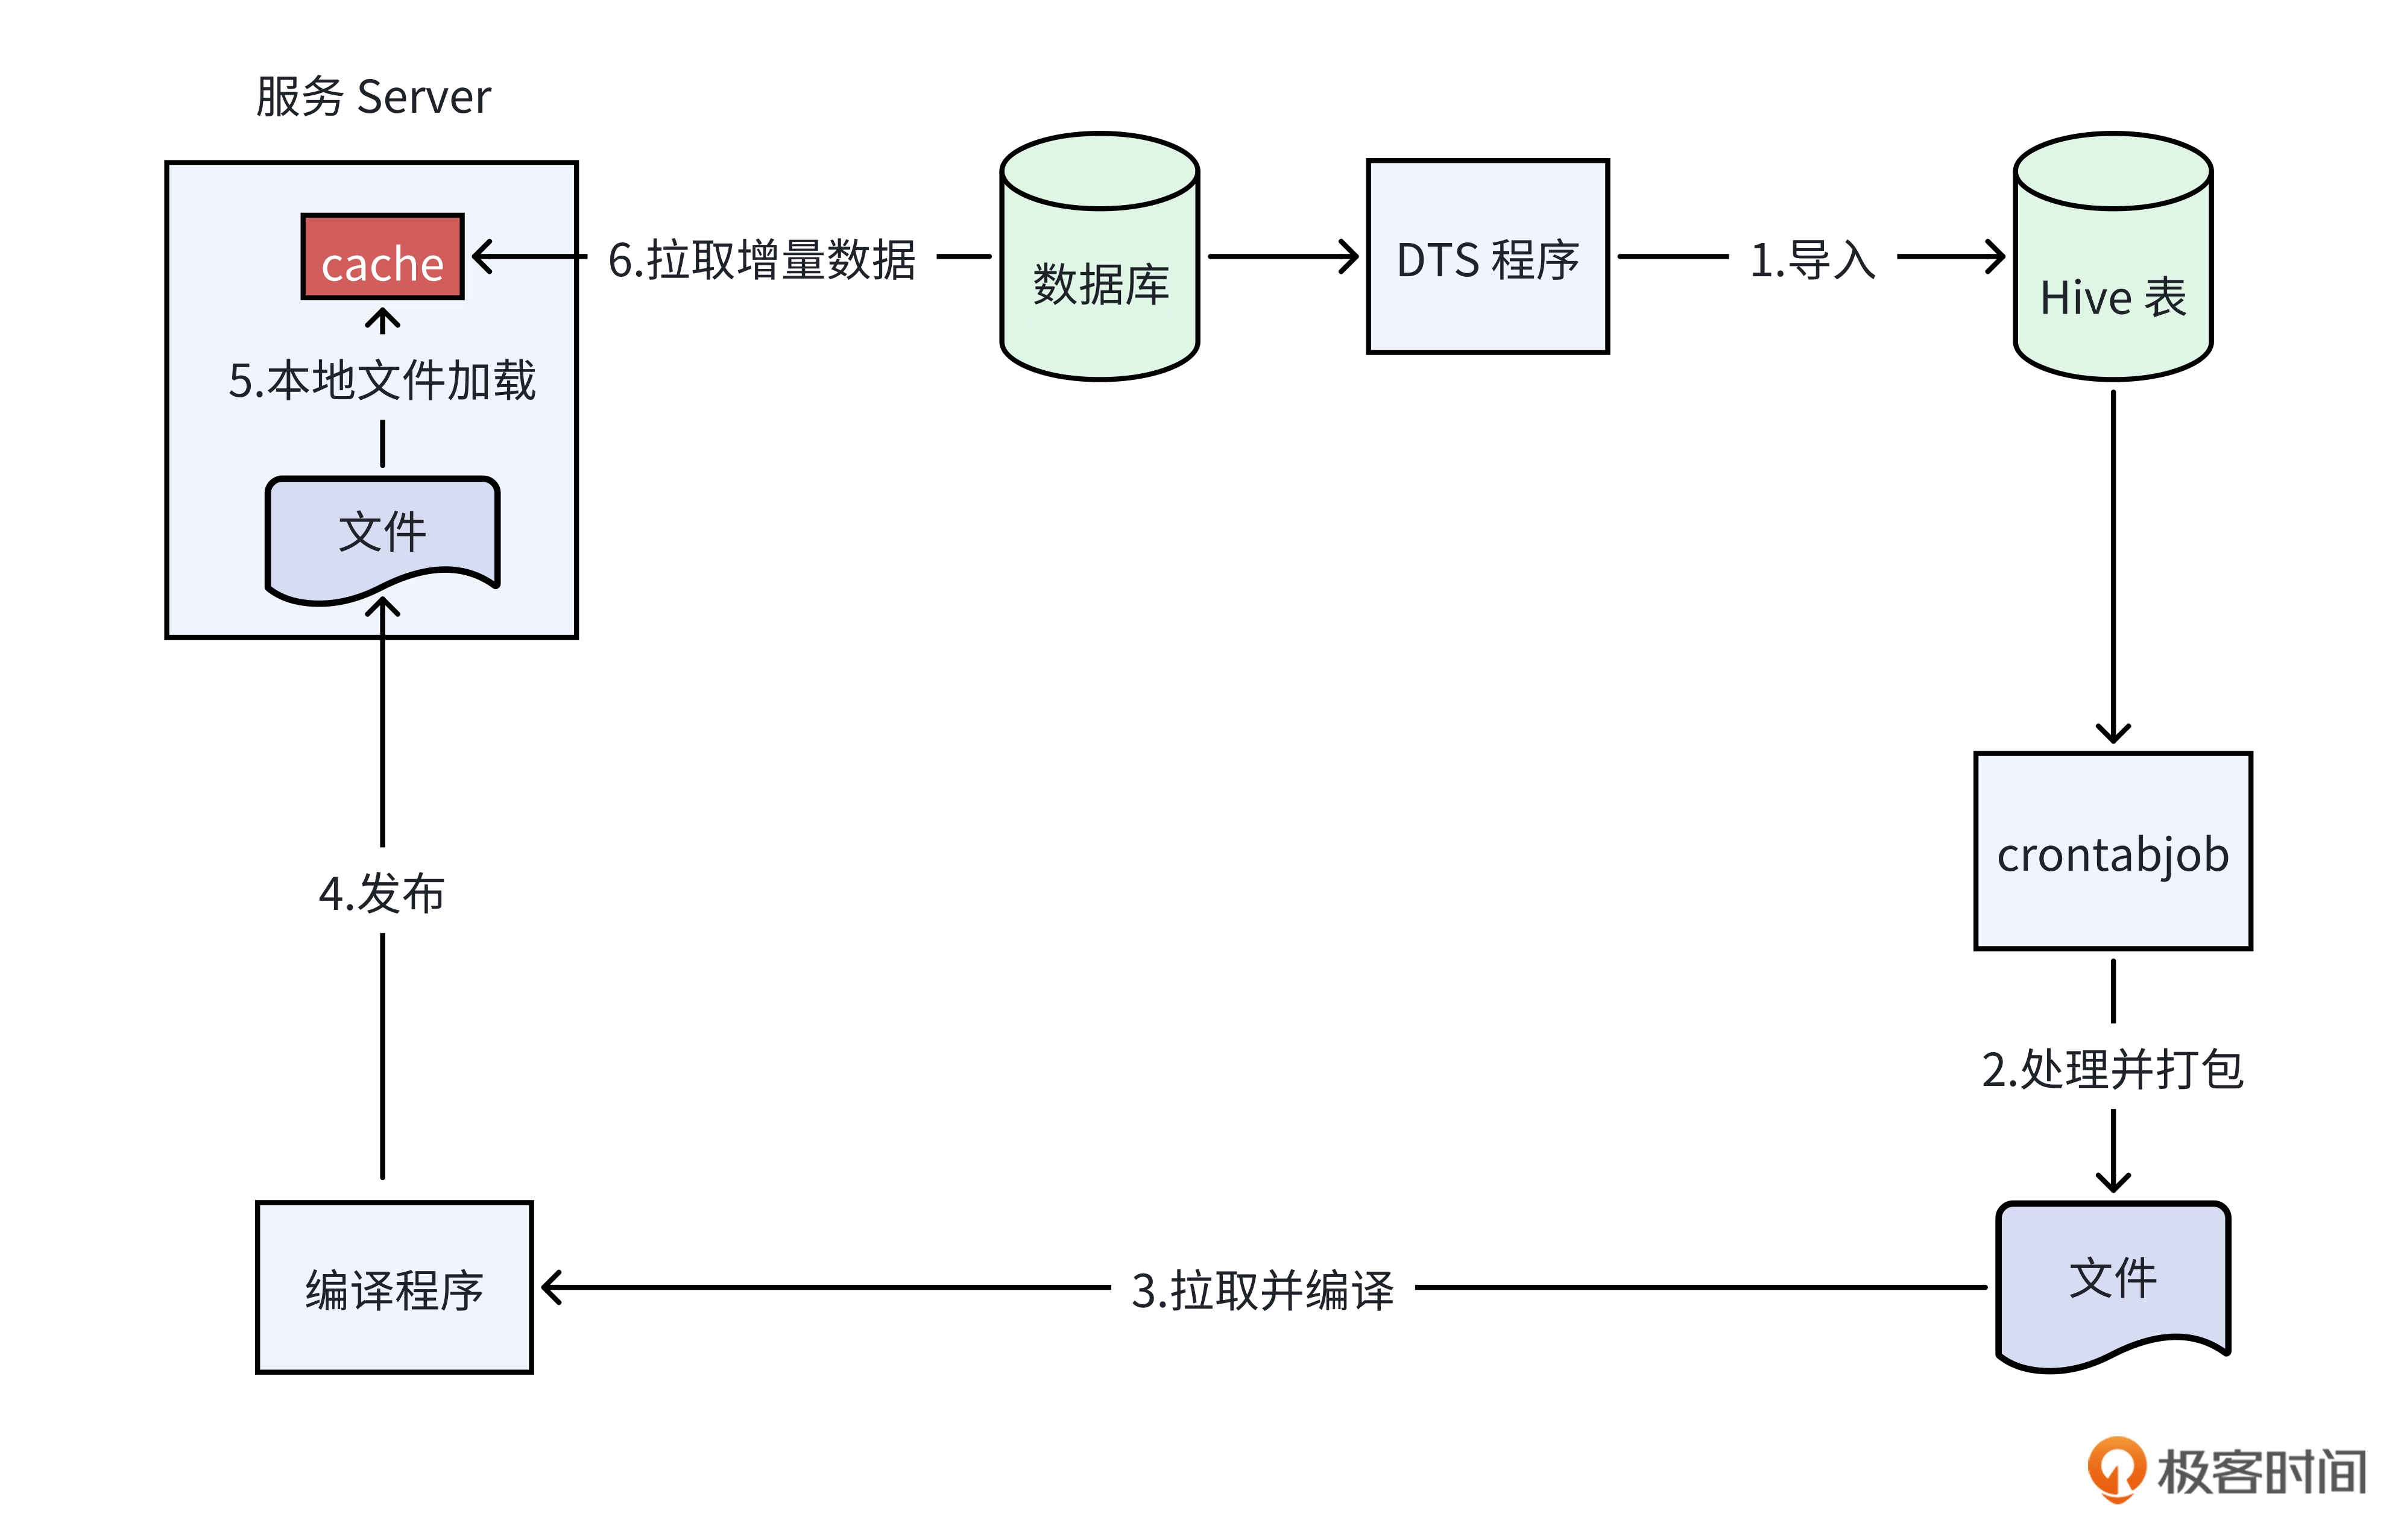 服务 Server
cache
6.拉取增量数据
数据库
DTS 程序
1.导入
Hive 表
5.本地文件加载
文件
crontabjob
4.发布
2.处理并打包
编译程序
3.拉取并编译
文件
极客时间